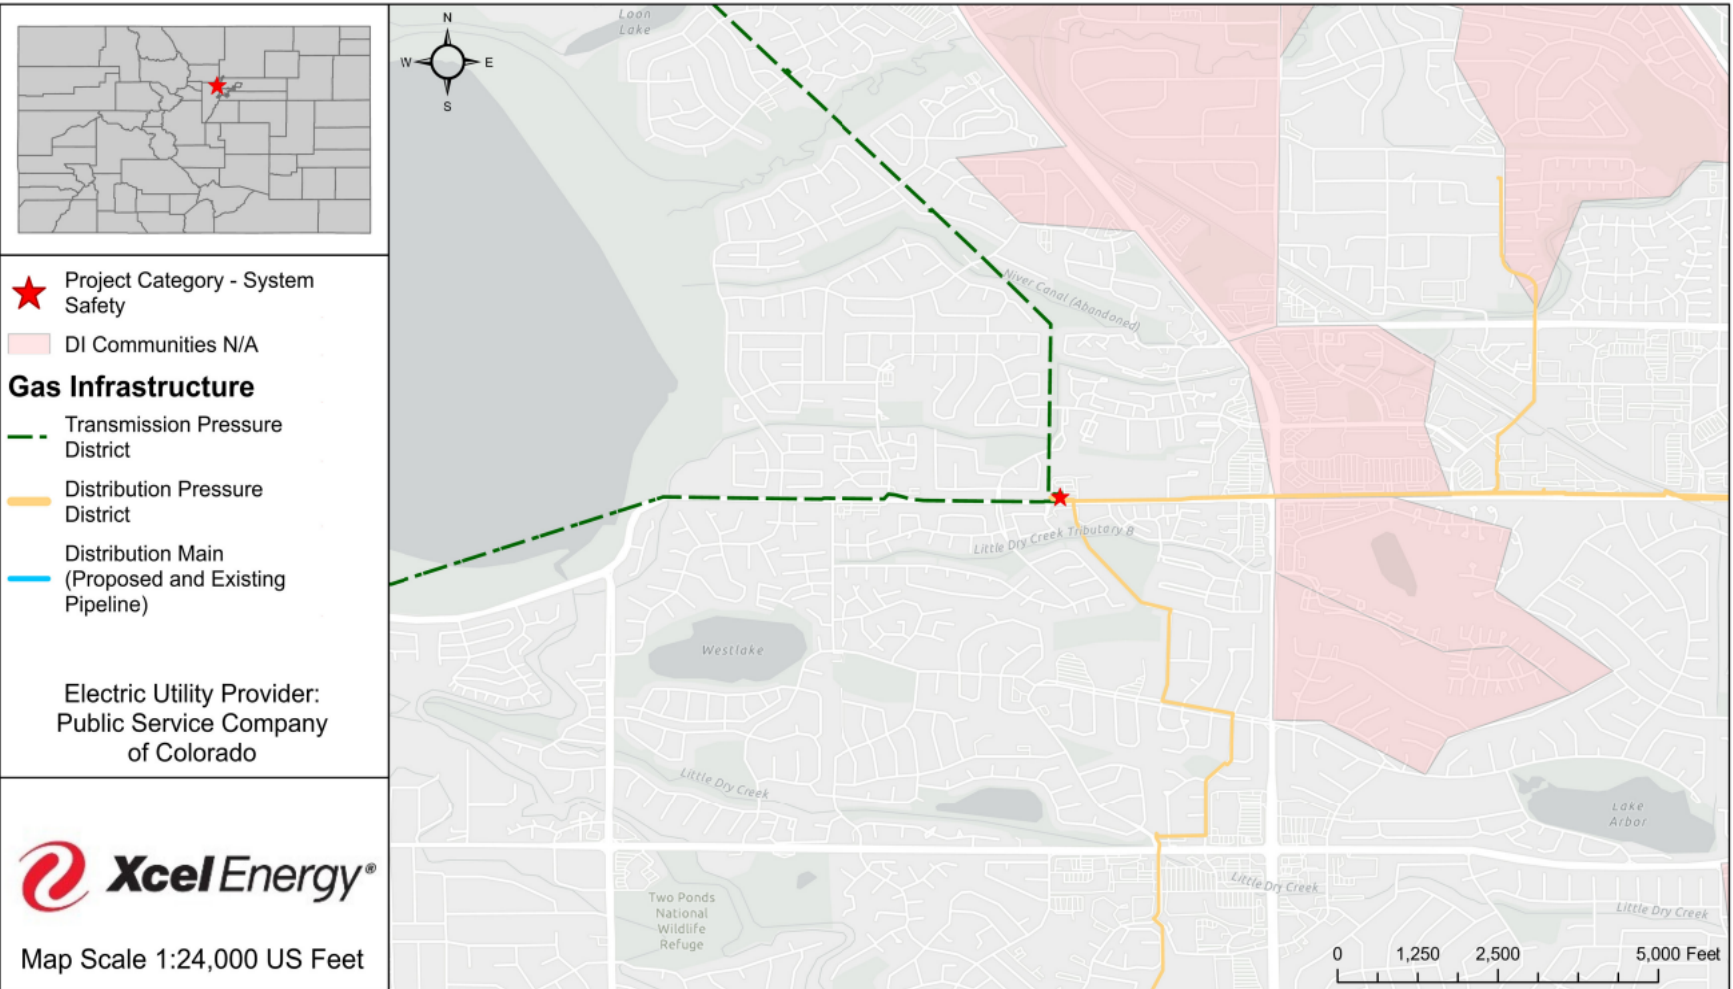 Project Category - System
Safety
DI Communities N/A
Gas Infrastructure
Transmission Pressure
District
Distribution Pressure
District
Distribution Main
(Proposed and Existing
Pipeline)
Electric Utility Provider:
Public Service Company
of Colorado
Xcel Energy®
Map Scale 1:24,000 US Feet
N
W
E
S
Loon
Lake
Niver Canal (Abandoned)
Little Dry Creek Tributary B
Westlake
Little Dry Creek
Lake
Arbor
Two Ponds
National
Wildlife
Refuge
Little Dry Creek
Little Dry Creek
0 1,250 2,500 5,000 Feet